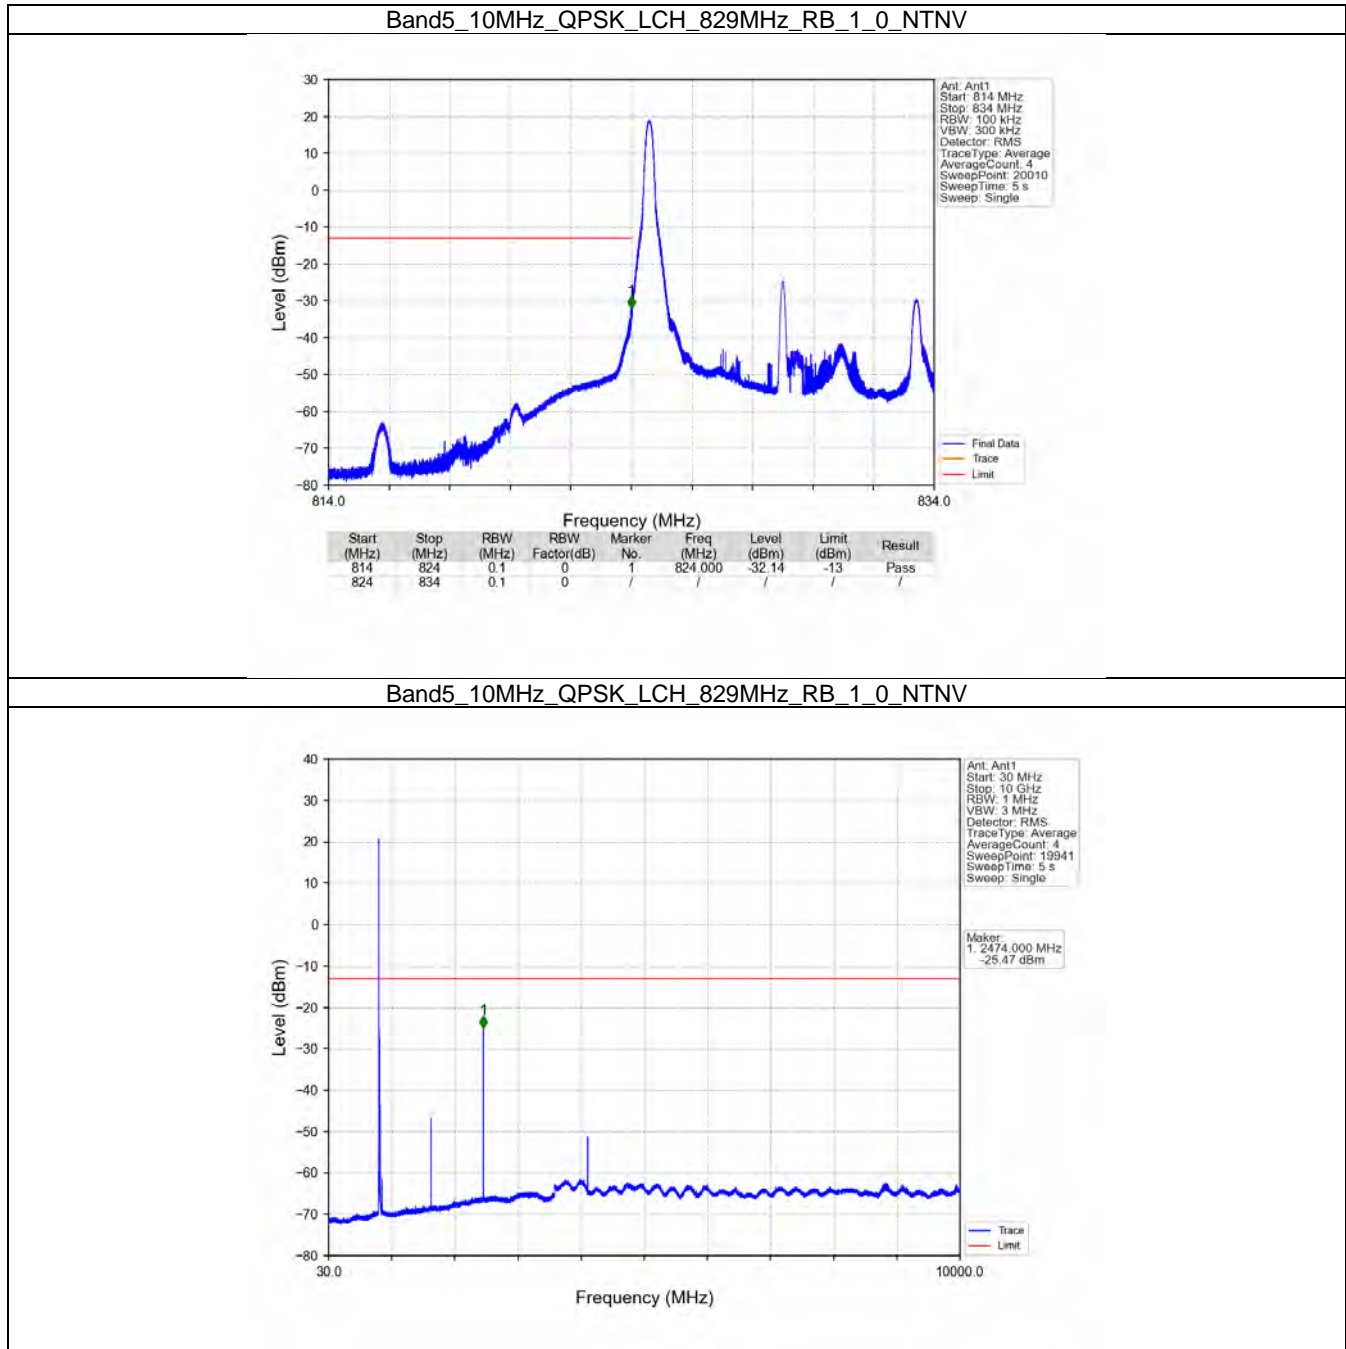 Band5_10MHz_QPSK_LCH_829MHz_RB_1_0_NTNV
30
20
10
0
−10
−20
−30
−40
−50
−60
−70
−80
Level (dBm)
1
814.0
834.0
Frequency (MHz)
Ant: Ant1
Start: 814 MHz
Stop: 834 MHz
RBW: 100 kHz
VBW: 300 kHz
Detector: RMS
TraceType: Average
AverageCount: 4
SweepPoint: 20010
SweepTime: 5 s
Sweep: Single
Final Data
Trace
Limit
Start (MHz) Stop (MHz) RBW (MHz) RBW Factor(dB) Marker No. Freq (MHz) Level (dBm) Limit (dBm) Result
814 824 0.1 0 1 824.000 -32.14 -13 Pass
824 834 0.1 0 / / / / /
Band5_10MHz_QPSK_LCH_829MHz_RB_1_0_NTNV
40
30
20
10
0
−10
−20
−30
−40
−50
−60
−70
−80
Level (dBm)
1
30.0
10000.0
Frequency (MHz)
Ant: Ant1
Start: 30 MHz
Stop: 10 GHz
RBW: 1 MHz
VBW: 3 MHz
Detector: RMS
TraceType: Average
AverageCount: 4
SweepPoint: 19941
SweepTime: 5 s
Sweep: Single
Maker:
1. 2474.000 MHz
-25.47 dBm
Trace
Limit